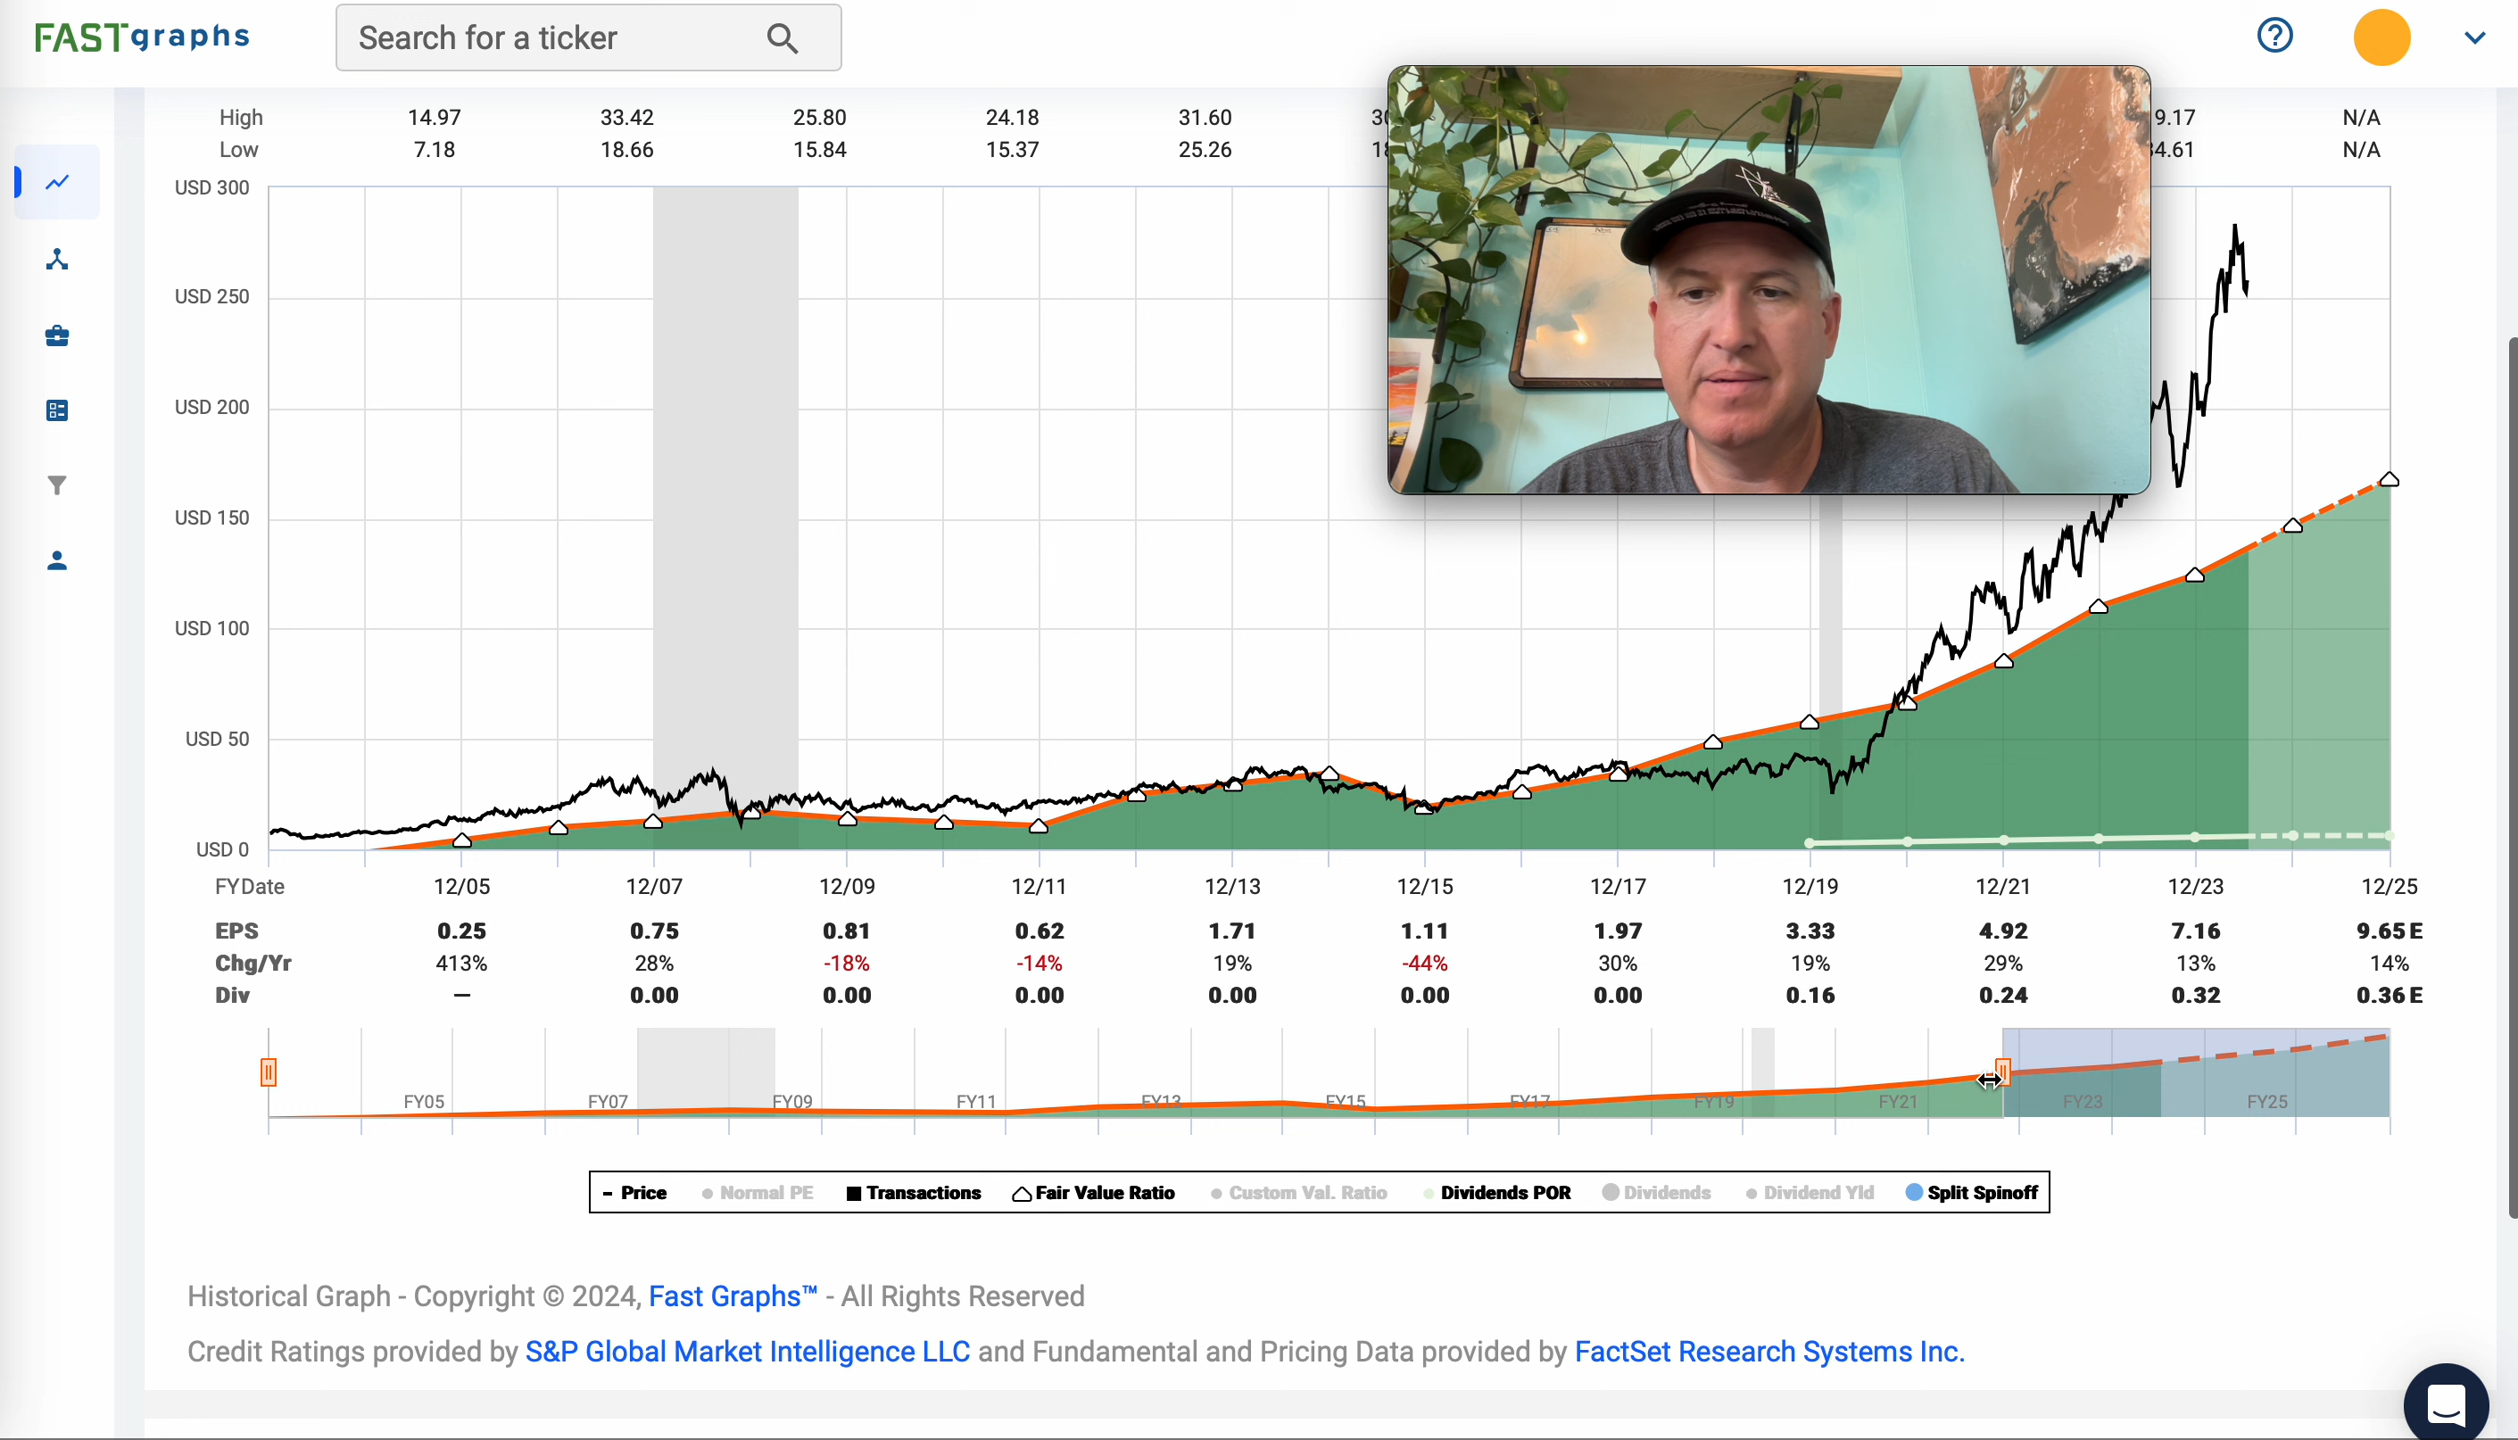 FASTgraphs
Search for a ticker
High 14.97 33.42 25.80 24.18 31.60 9.17 N/A
Low 7.18 18.66 15.84 15.37 25.26 34.61 N/A
USD 300
USD 250
USD 200
USD 150
USD 100
USD 50
USD 0
FYDate 12/05 12/07 12/09 12/11 12/13 12/15 12/17 12/19 12/21 12/23 12/25
EPS 0.25 0.75 0.81 0.62 1.71 1.11 1.97 3.33 4.92 7.16 9.65 E
Chg/Yr 413% 28% -18% -14% 19% -44% 30% 19% 29% 13% 14%
Div — 0.00 0.00 0.00 0.00 0.00 0.00 0.16 0.24 0.32 0.36 E
FY05 FY07 FY09 FY11 FY13 FY15 FY17 FY19 FY21 FY23 FY25
Price Normal PE Transactions Fair Value Ratio Custom Val. Ratio Dividends POR Dividends Dividend Yld Split Spinoff
Historical Graph - Copyright © 2024, Fast Graphs™ - All Rights Reserved
Credit Ratings provided by S&P Global Market Intelligence LLC and Fundamental and Pricing Data provided by FactSet Research Systems Inc.